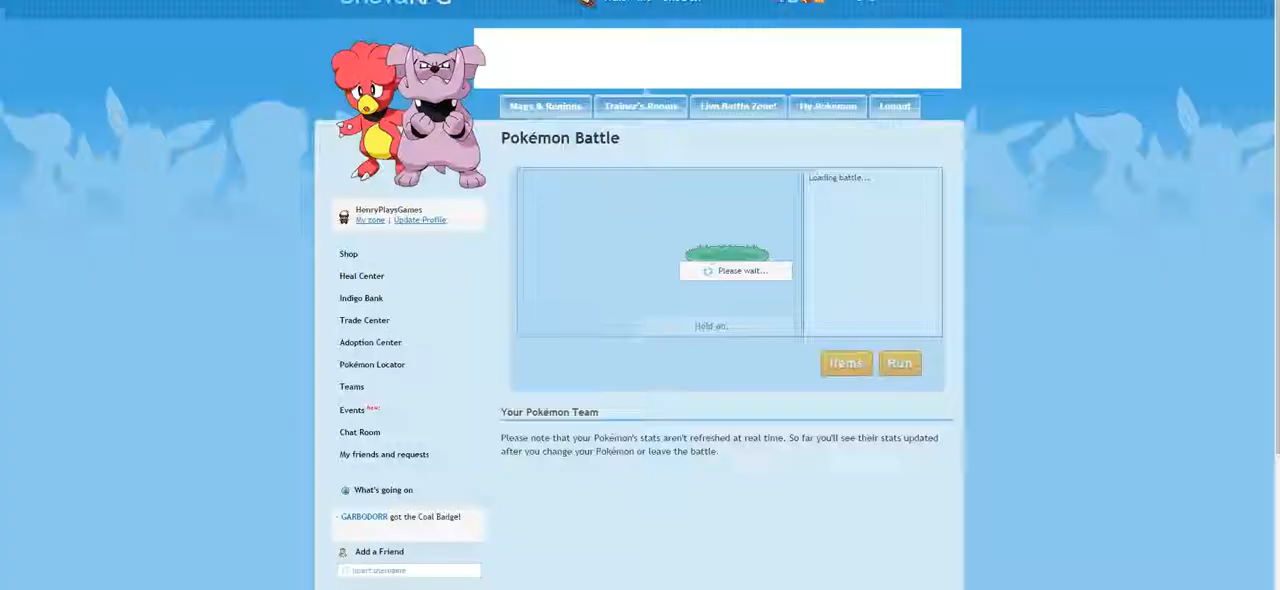 Maps & Regions Trainer's Rooms Live Battle Zone! My Pokémon Logout
Pokémon Battle
Loading battle...
HenryPlaysGames
My zone | Update Profile
Please wait...
Hold on.
Shop
Heal Center
Indigo Bank
Trade Center
Adoption Center
Pokémon Locator
Teams
Events new!
Chat Room
My friends and requests
Items Run
Your Pokémon Team
Please note that your Pokémon's stats aren't refreshed at real time. So far you'll see their stats updated
after you change your Pokémon or leave the battle.
What's going on
- GARBODORR got the Coal Badge!
Add a Friend